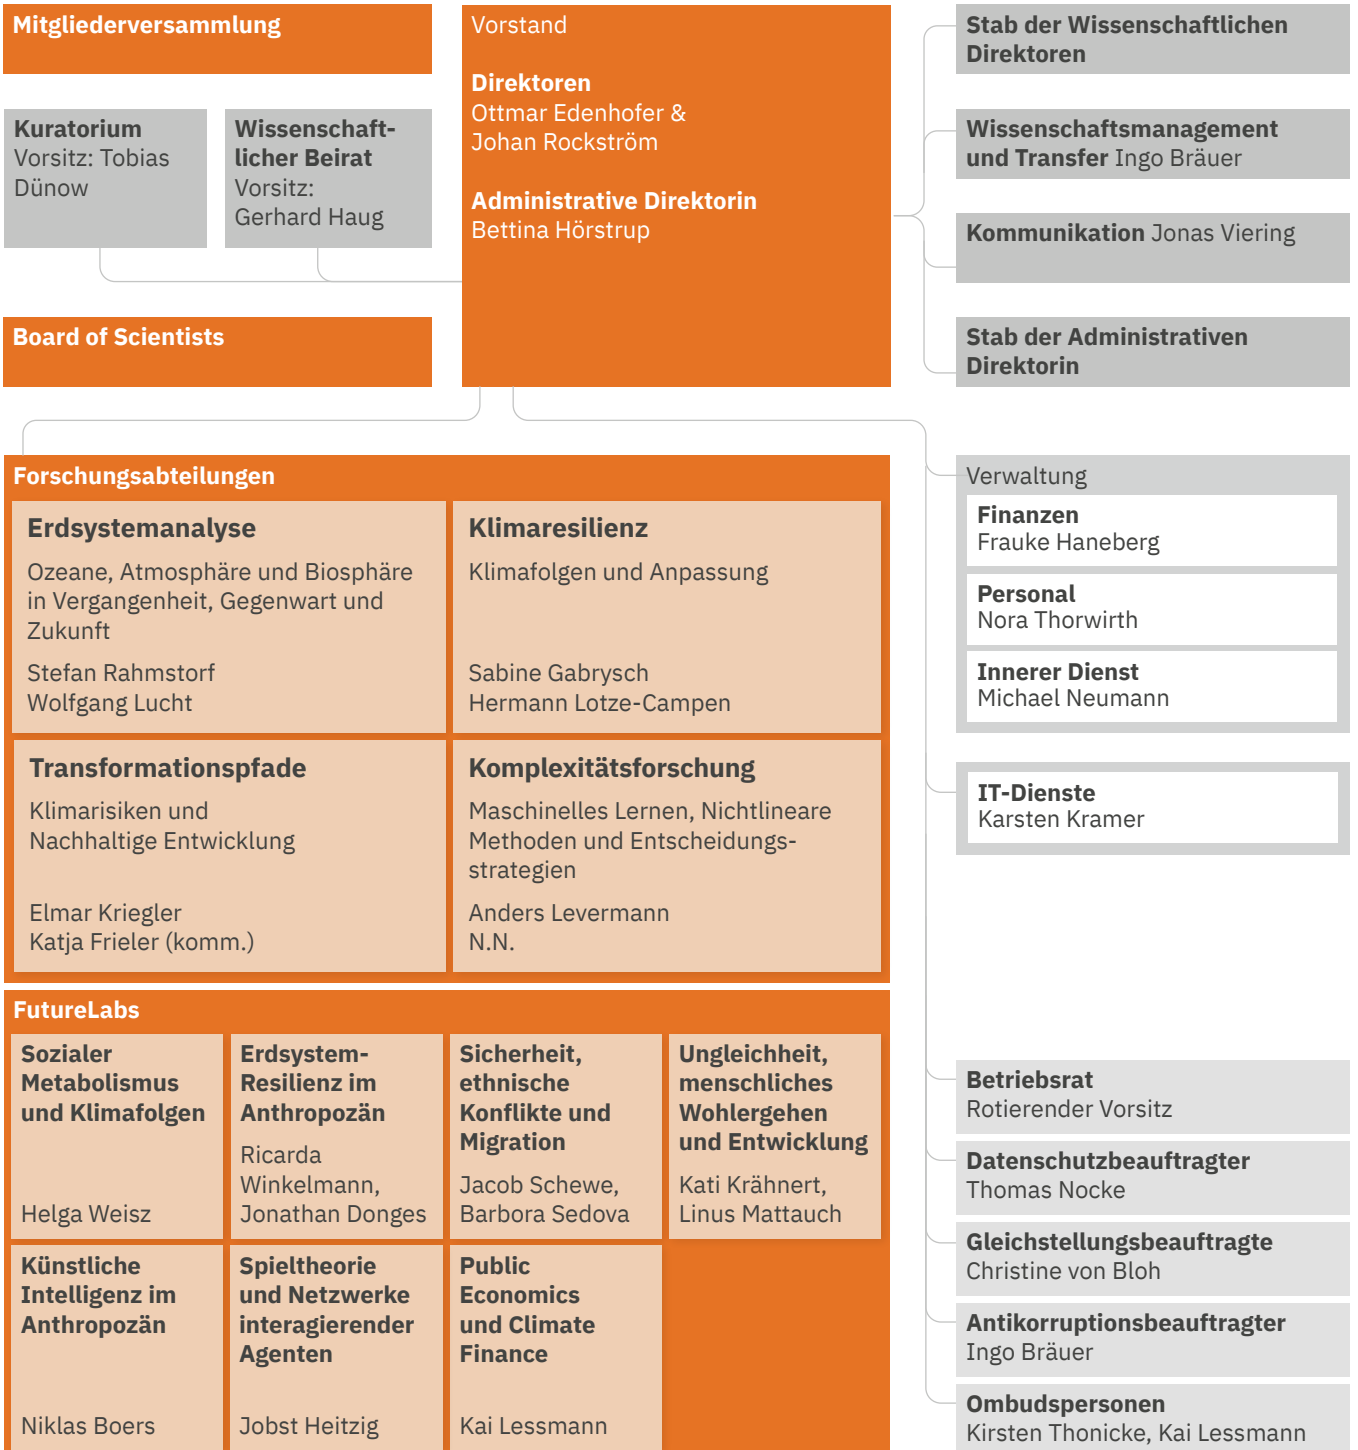 Mitgliederversammlung
Kuratorium
Vorsitz: Tobias
Dünow
Wissenschaft-
licher Beirat
Vorsitz:
Gerhard Haug
Board of Scientists
Vorstand
Direktoren
Ottmar Edenhofer &
Johan Rockström
Administrative Direktorin
Bettina Hörstrup
Stab der Wissenschaftlichen
Direktoren
Wissenschaftsmanagement
und Transfer Ingo Bräuer
Kommunikation Jonas Viering
Stab der Administrativen
Direktorin
Forschungsabteilungen
Erdsystemanalyse
Ozeane, Atmosphäre und Biosphäre
in Vergangenheit, Gegenwart und
Zukunft
Stefan Rahmstorf
Wolfgang Lucht
Klimaresilienz
Klimafolgen und Anpassung
Sabine Gabrysch
Hermann Lotze-Campen
Transformationspfade
Klimarisiken und
Nachhaltige Entwicklung
Elmar Kriegler
Katja Frieler (komm.)
Komplexitätsforschung
Maschinelles Lernen, Nichtlineare
Methoden und Entscheidungs-
strategien
Anders Levermann
N.N.
FutureLabs
Sozialer
Metabolismus
und Klimafolgen
Helga Weisz
Erdsystem-
Resilienz im
Anthropozän
Ricarda
Winkelmann,
Jonathan Donges
Sicherheit,
ethnische
Konflikte und
Migration
Jacob Schewe,
Barbora Sedova
Ungleichheit,
menschliches
Wohlergehen
und Entwicklung
Kati Krähnert,
Linus Mattauch
Künstliche
Intelligenz im
Anthropozän
Niklas Boers
Spieltheorie
und Netzwerke
interagierender
Agenten
Jobst Heitzig
Public
Economics
und Climate
Finance
Kai Lessmann
Verwaltung
Finanzen
Frauke Haneberg
Personal
Nora Thorwirth
Innerer Dienst
Michael Neumann
IT-Dienste
Karsten Kramer
Betriebsrat
Rotierender Vorsitz
Datenschutzbeauftragter
Thomas Nocke
Gleichstellungsbeauftragte
Christine von Bloh
Antikorruptionsbeauftragter
Ingo Bräuer
Ombudspersonen
Kirsten Thonicke, Kai Lessmann